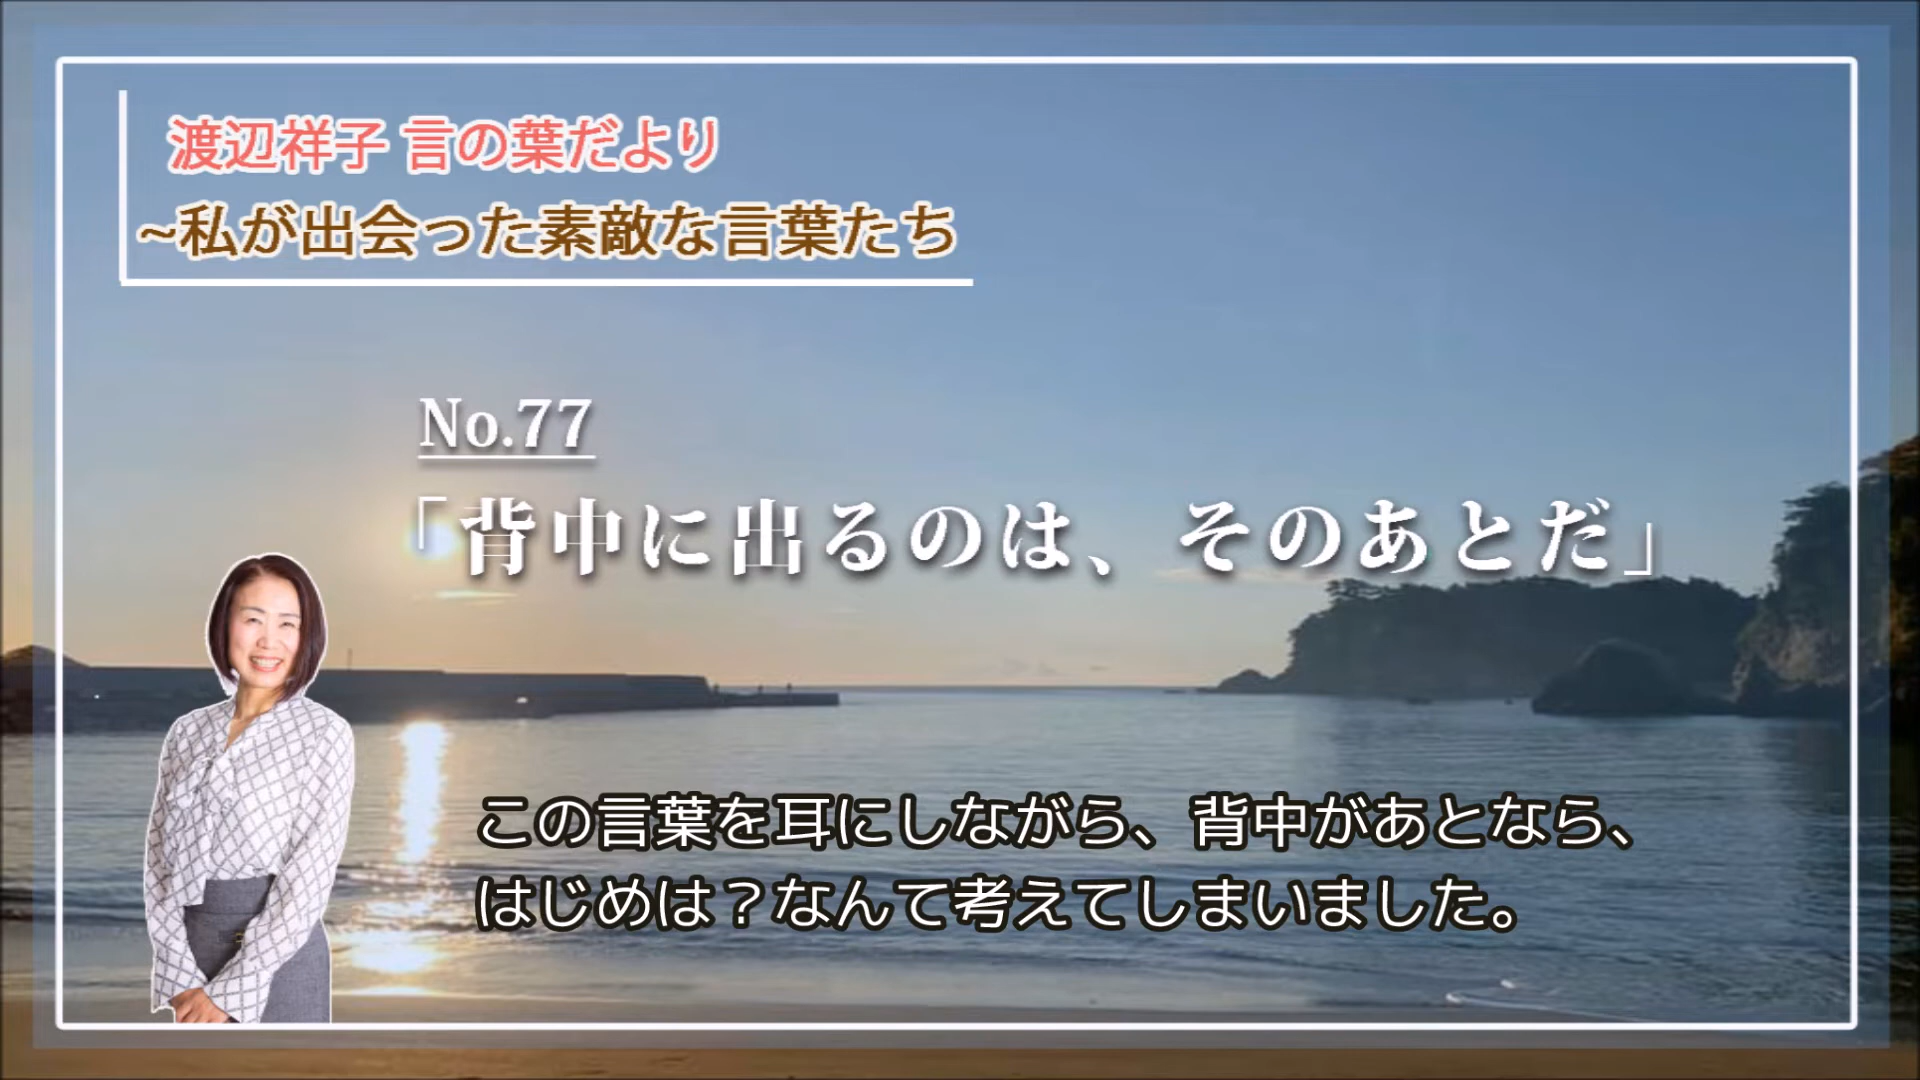 渡辺祥子 言の葉だより
~私が出会った素敵な言葉たち
No.77
「背中に出るのは、そのあとだ」
この言葉を耳にしながら、背中があとなら、
はじめは？なんて考えてしまいました。